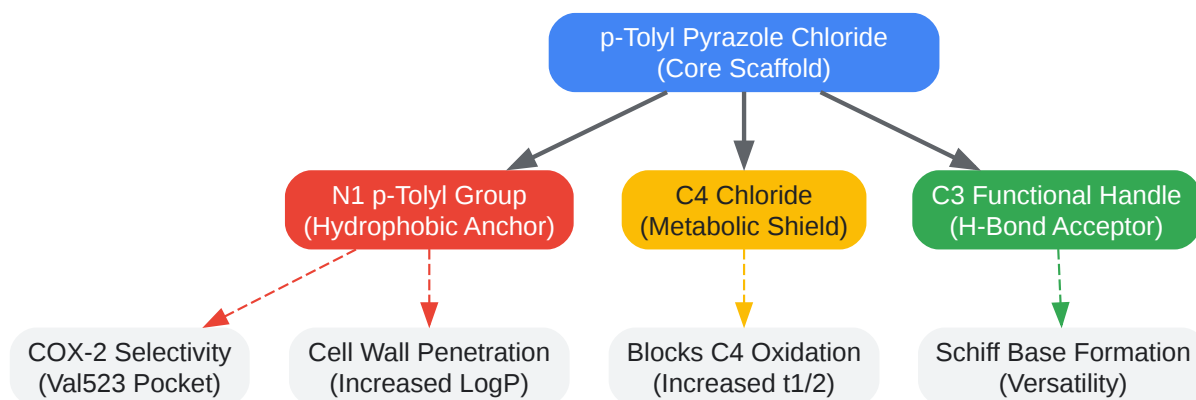 p-Tolyl Pyrazole Chloride
(Core Scaffold)
N1 p-Tolyl Group
(Hydrophobic Anchor)
C4 Chloride
(Metabolic Shield)
C3 Functional Handle
(H-Bond Acceptor)
COX-2 Selectivity
(Val523 Pocket)
Cell Wall Penetration
(Increased LogP)
Blocks C4 Oxidation
(Increased t1/2)
Schiff Base Formation
(Versatility)